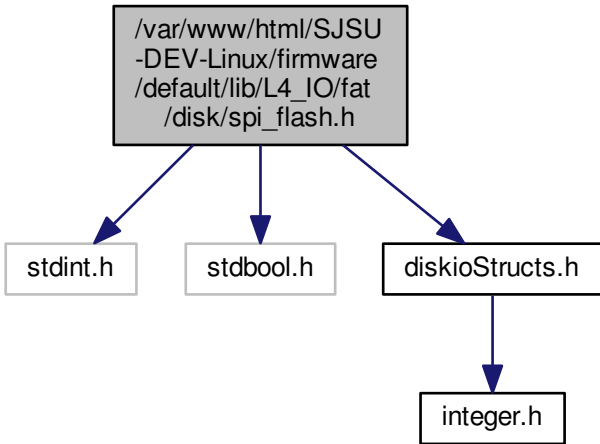 /var/www/html/SJSU
-DEV-Linux/firmware
/default/lib/L4_IO/fat
/disk/spi_flash.h
stdint.h
stdbool.h
diskioStructs.h
integer.h